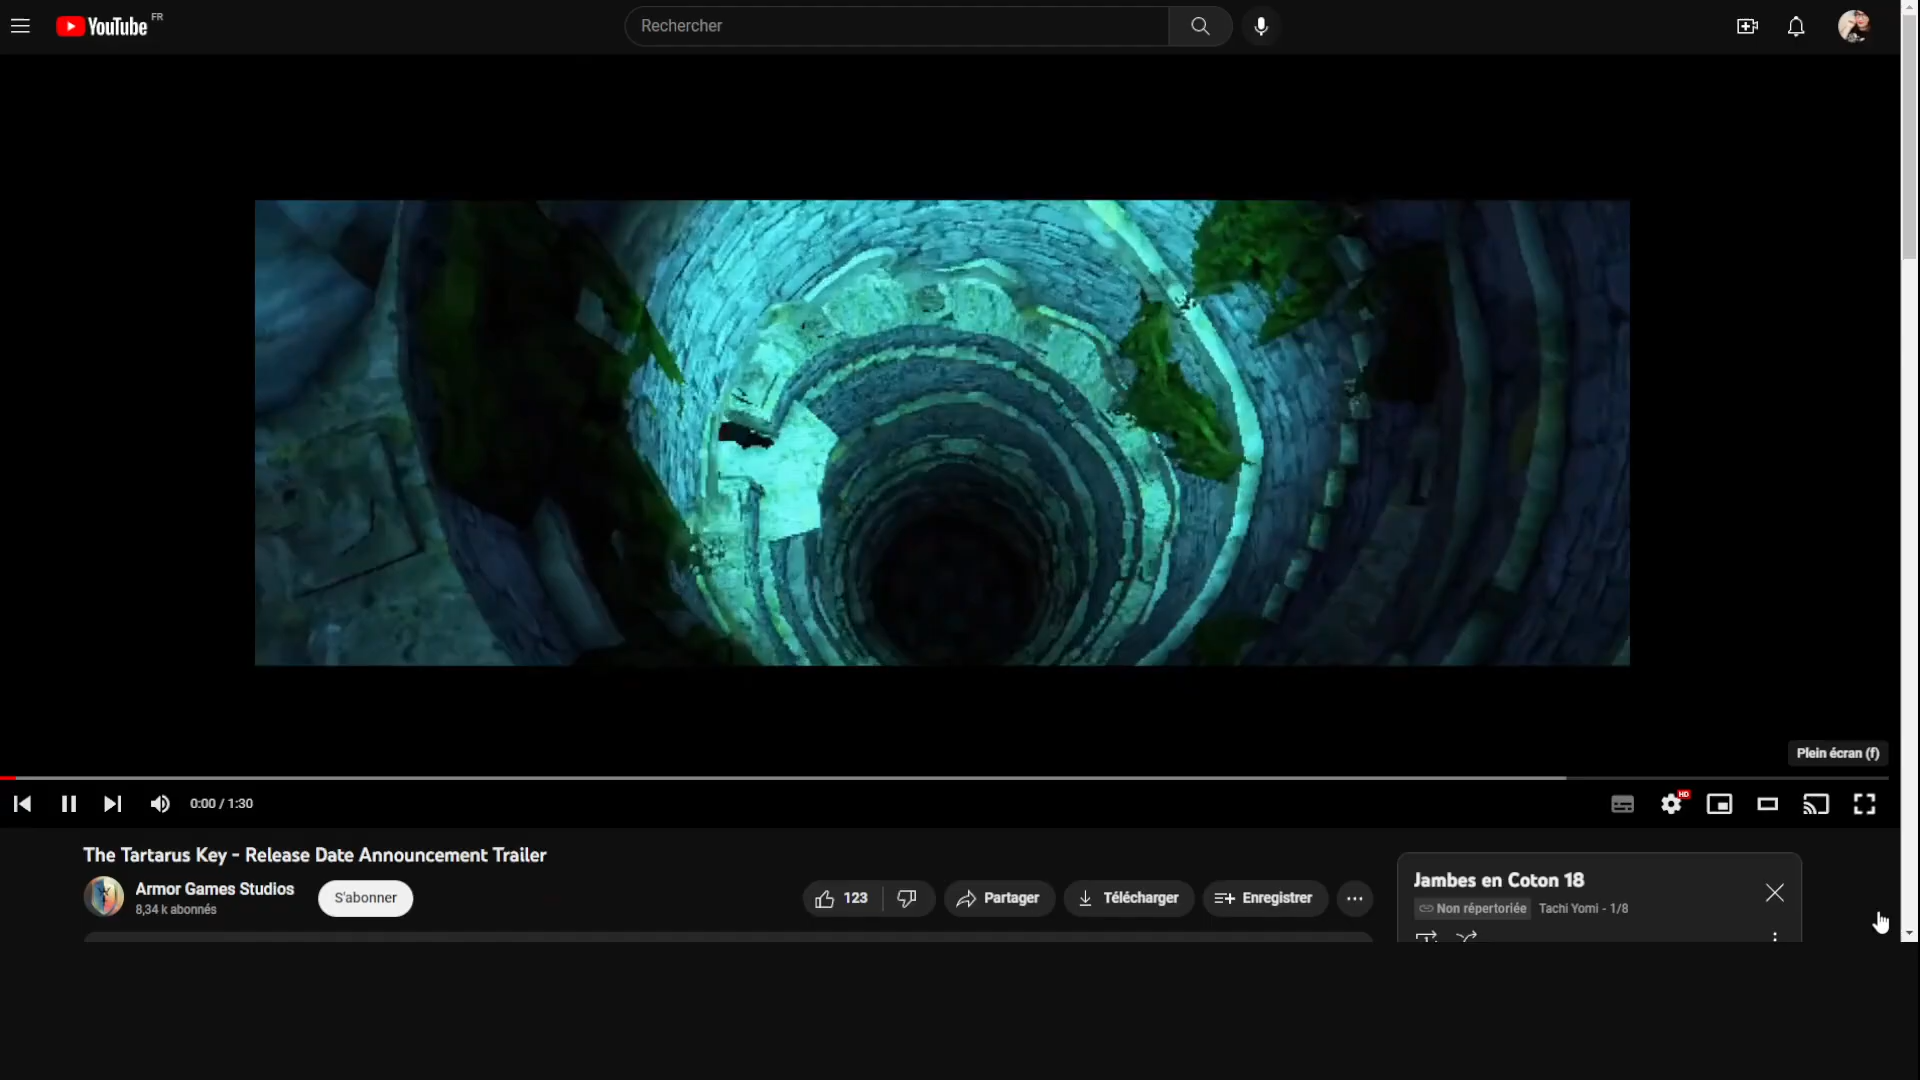 YouTube FR
Rechercher
Plein écran (f)
0:00 / 1:30
HD
The Tartarus Key - Release Date Announcement Trailer
Armor Games Studios
8,34 k abonnés
S'abonner
123
Partager
Télécharger
Enregistrer
Jambes en Coton 18
Non répertoriée
Tachi Yomi - 1/8